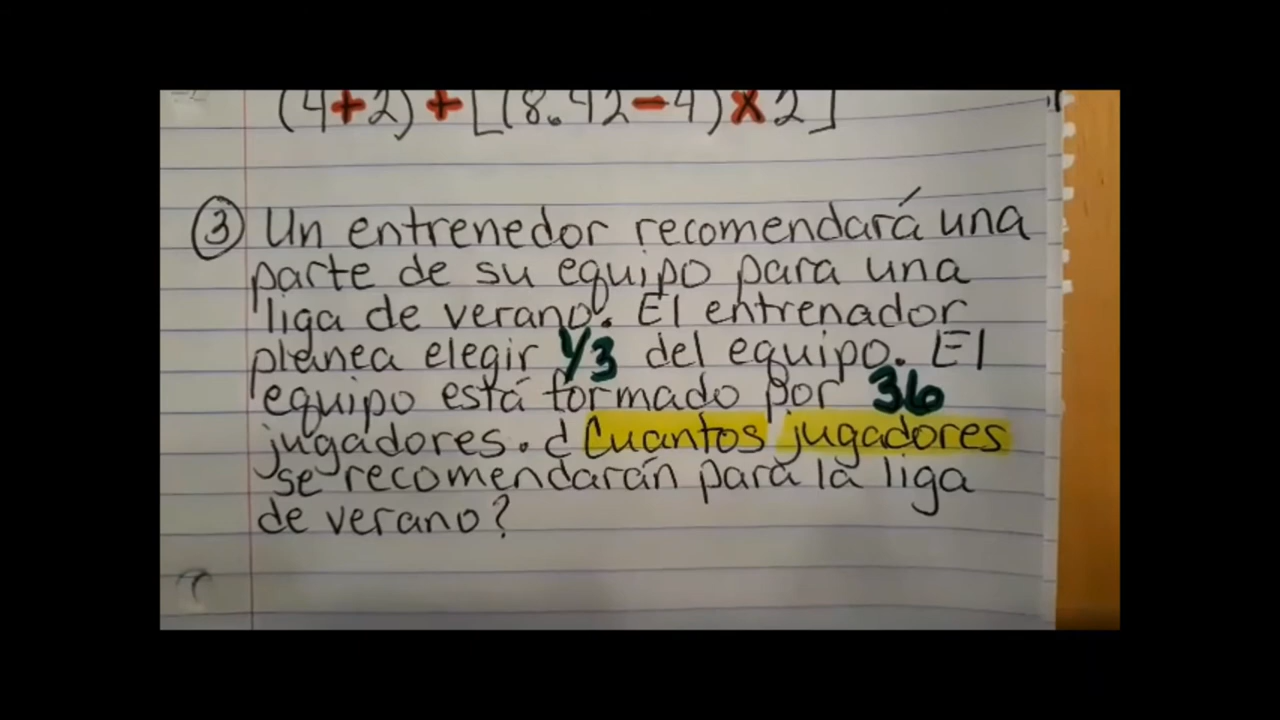 (4+2)+[(8.42-4)x2]
③ Un entrenedor recomendará una
parte de su equipo para una
liga de verano. El entrenador
planea elegir 1/3 del equipo. El
equipo está formado por 36
jugadores. ¿Cuantos jugadores
se recomendarán para la liga
de verano?